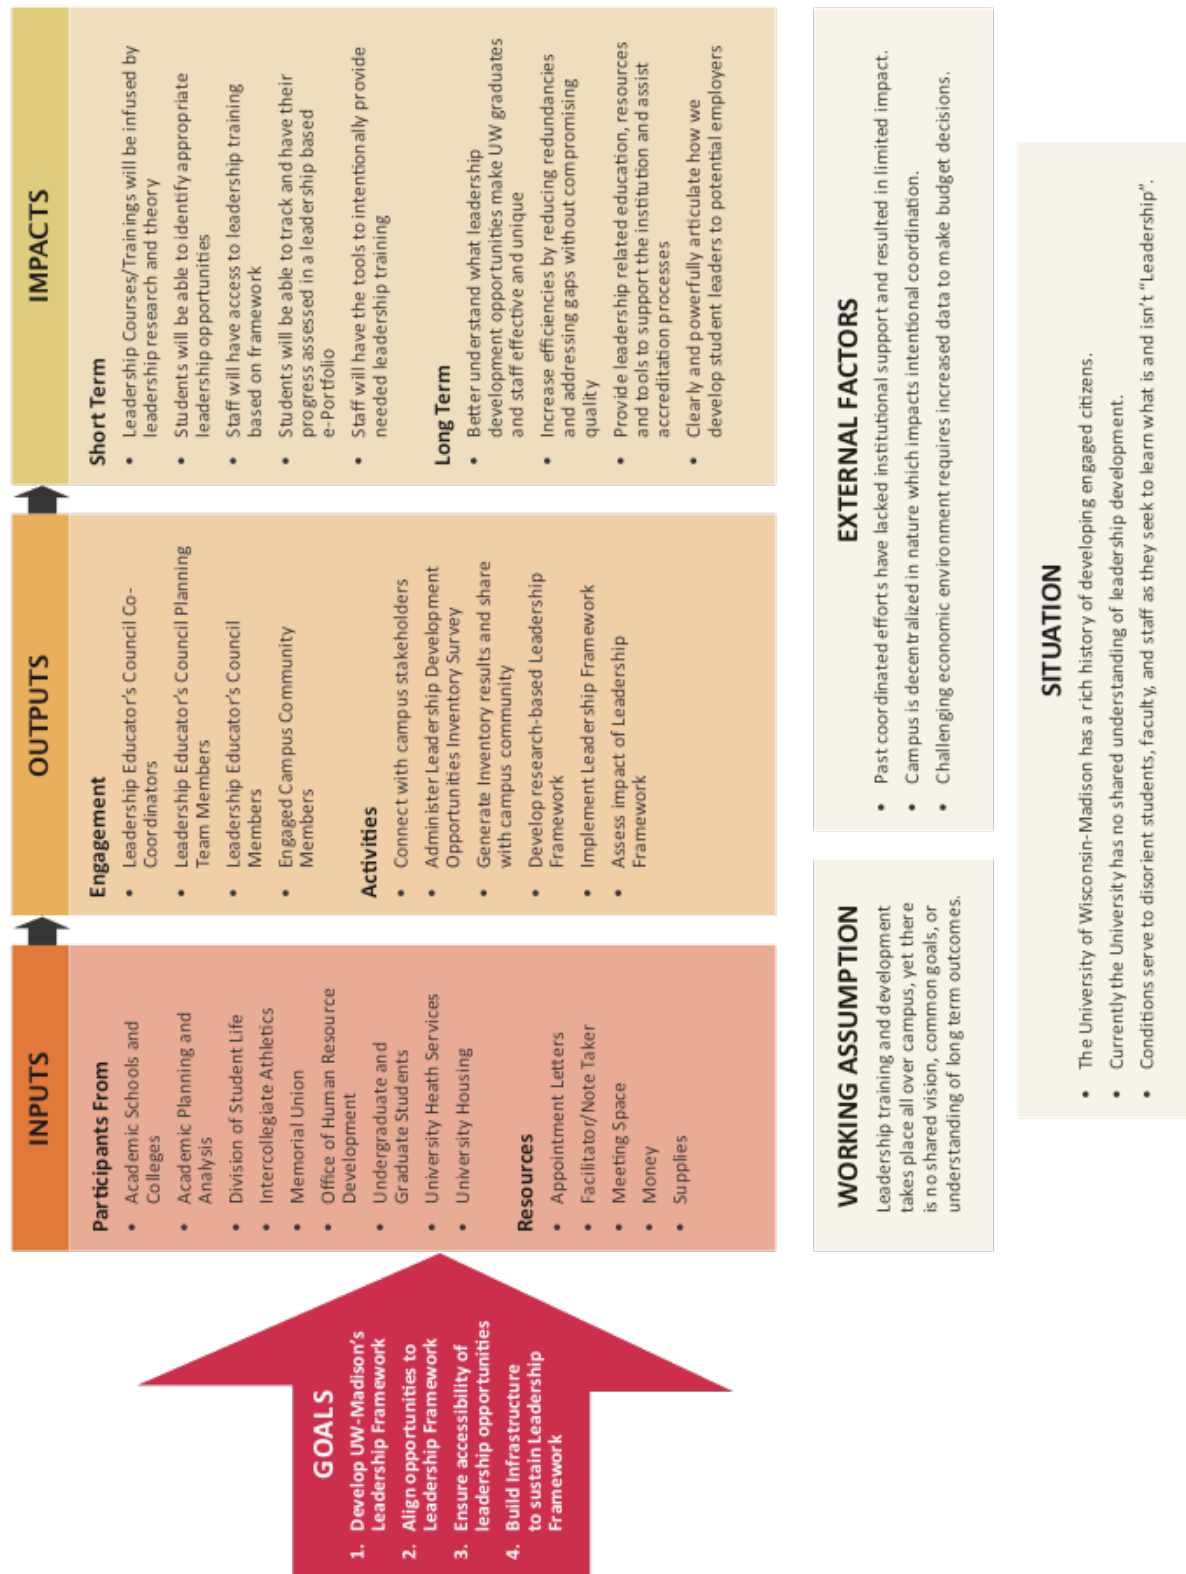 GOALS
1. Develop UW-Madison's
Leadership Framework
2. Align opportunities to
Leadership Framework
3. Ensure accessibility of
leadership opportunities
4. Build Infrastructure
to sustain Leadership
Framework
INPUTS
Participants From
• Academic Schools and
Colleges
• Academic Planning and
Analysis
• Division of Student Life
• Intercollegiate Athletics
• Memorial Union
• Office of Human Resource
Development
• Undergraduate and
Graduate Students
• University Heath Services
• University Housing
Resources
• Appointment Letters
• Facilitator/Note Taker
• Meeting Space
• Money
• Supplies
OUTPUTS
Engagement
• Leadership Educator's Council Co-
Coordinators
• Leadership Educator's Council Planning
Team Members
• Leadership Educator's Council
Members
• Engaged Campus Community
Members
Activities
• Connect with campus stakeholders
• Administer Leadership Development
Opportunities Inventory Survey
• Generate Inventory results and share
with campus community
• Develop research-based Leadership
Framework
• Implement Leadership Framework
• Assess impact of Leadership
Framework
IMPACTS
Short Term
• Leadership Courses/Trainings will be infused by
leadership research and theory
• Students will be able to identify appropriate
leadership opportunities
• Staff will have access to leadership training
based on framework
• Students will be able to track and have their
progress assessed in a leadership based
e-Portfolio
• Staff will have the tools to intentionally provide
needed leadership training
Long Term
• Better understand what leadership
development opportunities make UW graduates
and staff effective and unique
• Increase efficiencies by reducing redundancies
and addressing gaps without compromising
quality
• Provide leadership related education, resources
and tools to support the institution and assist
accreditation processes
• Clearly and powerfully articulate how we
develop student leaders to potential employers
WORKING ASSUMPTION
Leadership training and development
takes place all over campus, yet there
is no shared vision, common goals, or
understanding of long term outcomes.
EXTERNAL FACTORS
• Past coordinated efforts have lacked institutional support and resulted in limited impact.
• Campus is decentralized in nature which impacts intentional coordination.
• Challenging economic environment requires increased data to make budget decisions.
SITUATION
• The University of Wisconsin-Madison has a rich history of developing engaged citizens.
• Currently the University has no shared understanding of leadership development.
• Conditions serve to disorient students, faculty, and staff as they seek to learn what is and isn't "Leadership".